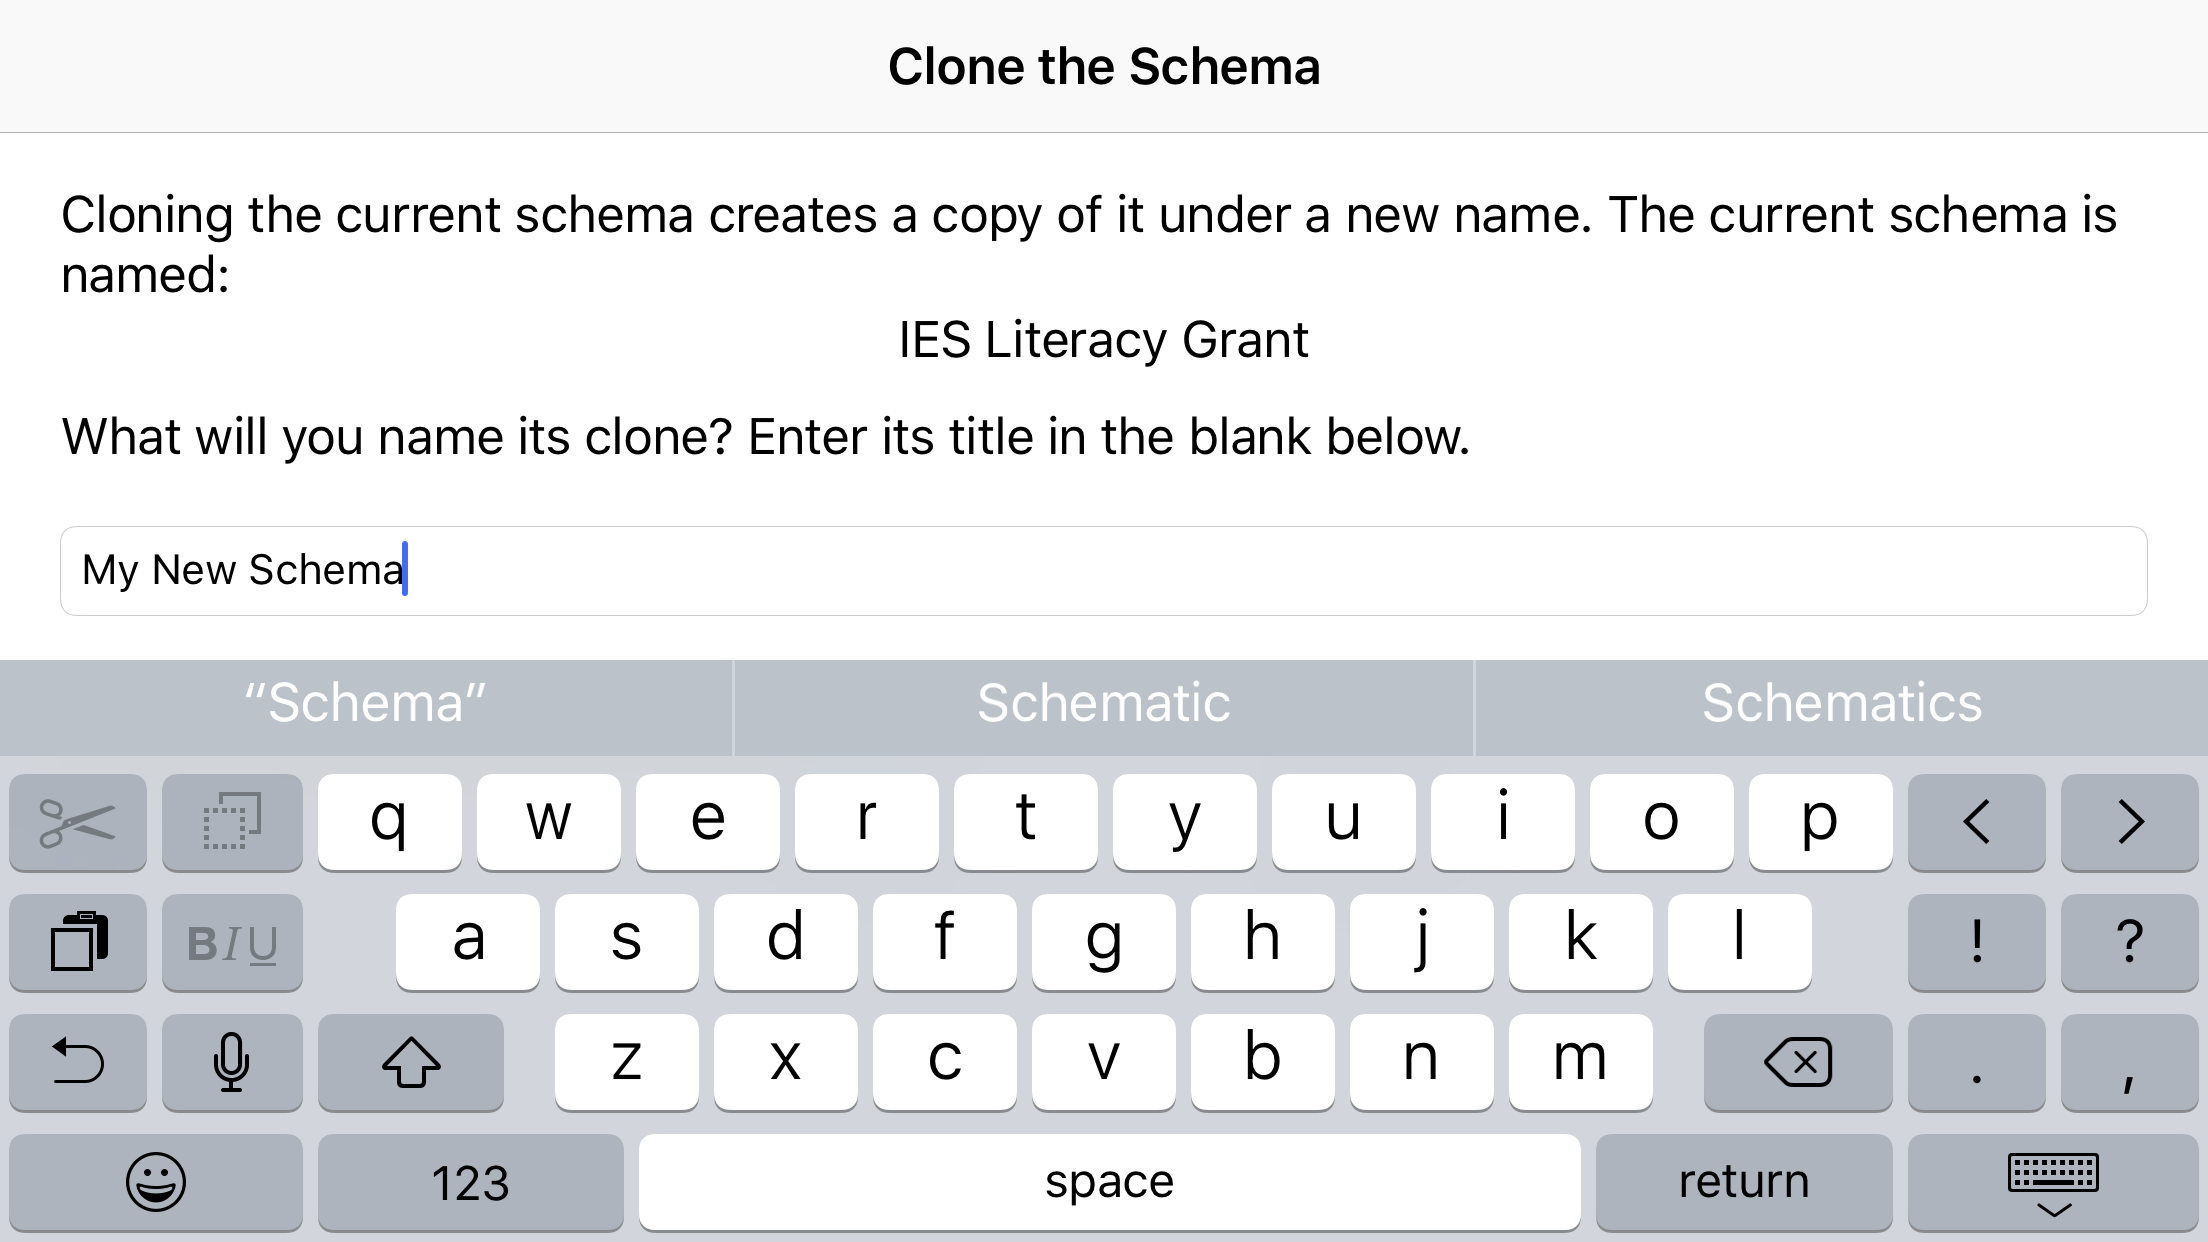 Clone the Schema
Cloning the current schema creates a copy of it under a new name. The current schema is
named:
IES Literacy Grant
What will you name its clone? Enter its title in the blank below.
My New Schema
“Schema” Schematic Schematics
q w e r t y u i o p < >
B I U a s d f g h j k l ! ?
z x c v b n m . ,
123 space return